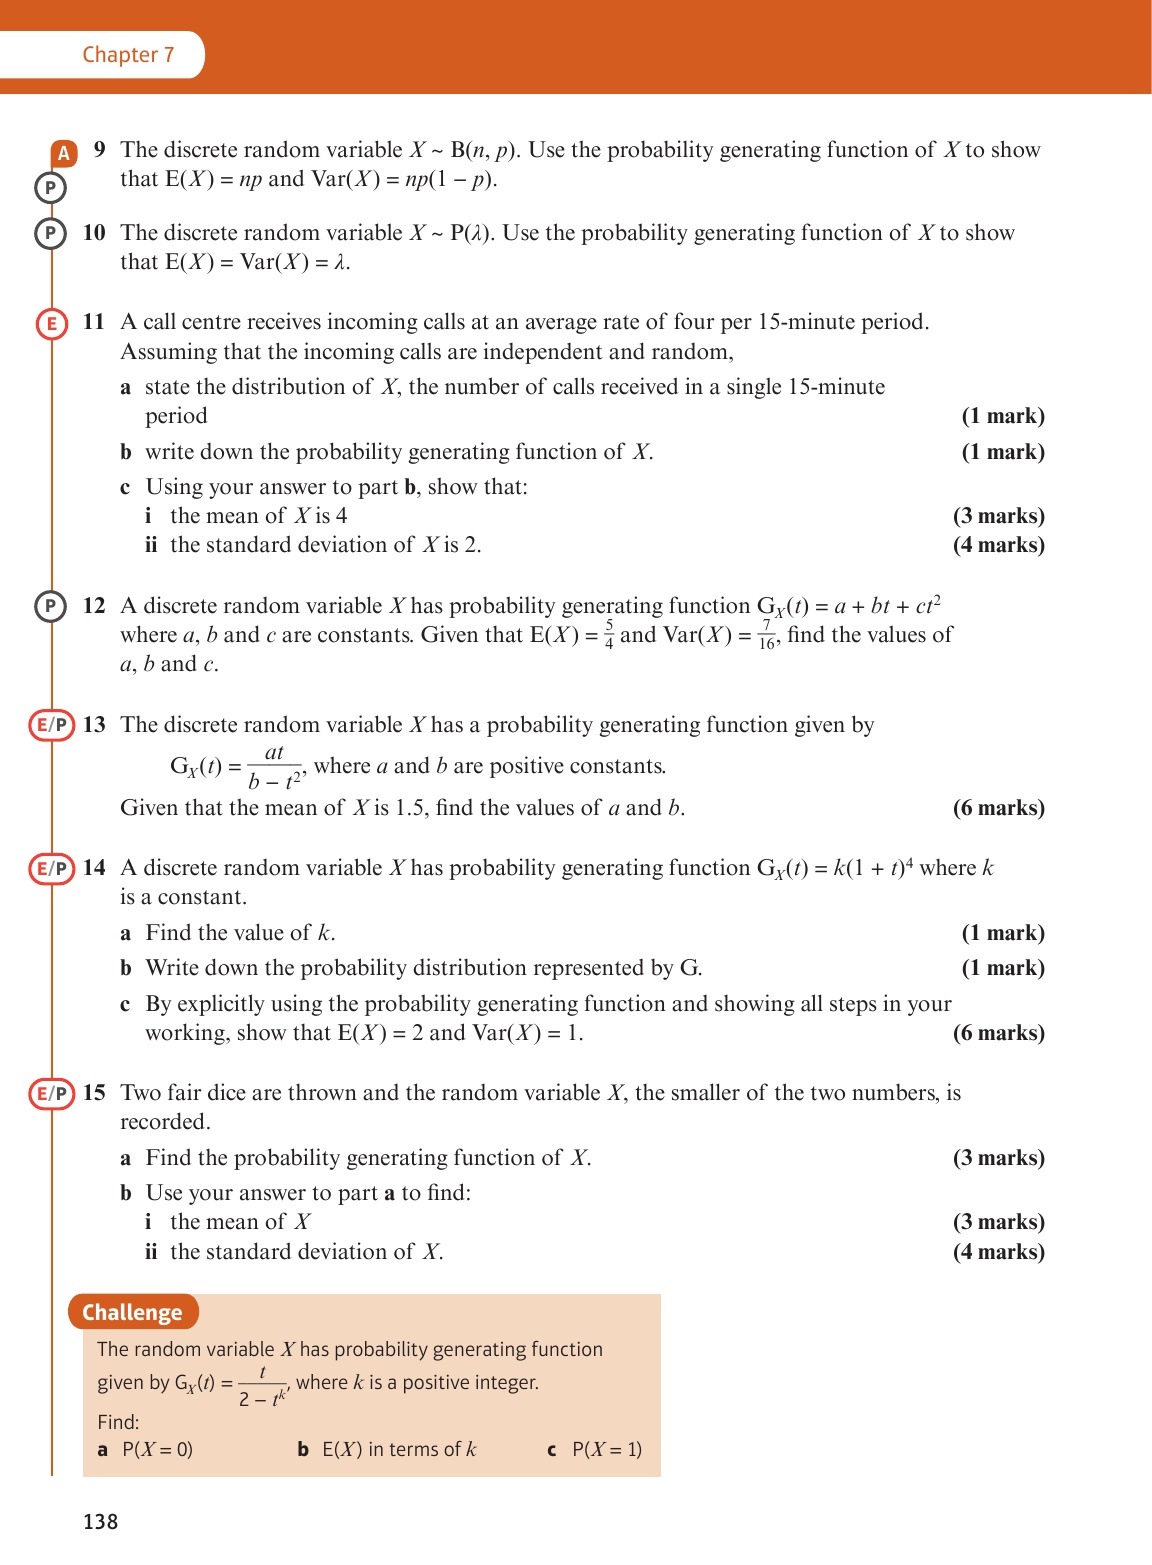 Chapter 7
A
P
9 The discrete random variable X ~ B(n, p). Use the probability generating function of X to show
that E(X) = np and Var(X) = np(1 − p).
P
10 The discrete random variable X ~ P(λ). Use the probability generating function of X to show
that E(X) = Var(X) = λ.
E
11 A call centre receives incoming calls at an average rate of four per 15-minute period.
Assuming that the incoming calls are independent and random,
a state the distribution of X, the number of calls received in a single 15-minute
period (1 mark)
b write down the probability generating function of X. (1 mark)
c Using your answer to part b, show that:
i the mean of X is 4 (3 marks)
ii the standard deviation of X is 2. (4 marks)
P
12 A discrete random variable X has probability generating function G_X(t) = a + bt + ct²
where a, b and c are constants. Given that E(X) = 5/4 and Var(X) = 7/16, find the values of
a, b and c.
E/P
13 The discrete random variable X has a probability generating function given by
G_X(t) = at/(b − t²), where a and b are positive constants.
Given that the mean of X is 1.5, find the values of a and b. (6 marks)
E/P
14 A discrete random variable X has probability generating function G_X(t) = k(1 + t)⁴ where k
is a constant.
a Find the value of k. (1 mark)
b Write down the probability distribution represented by G. (1 mark)
c By explicitly using the probability generating function and showing all steps in your
working, show that E(X) = 2 and Var(X) = 1. (6 marks)
E/P
15 Two fair dice are thrown and the random variable X, the smaller of the two numbers, is
recorded.
a Find the probability generating function of X. (3 marks)
b Use your answer to part a to find:
i the mean of X (3 marks)
ii the standard deviation of X. (4 marks)
Challenge
The random variable X has probability generating function
given by G_X(t) = t/(2 − t^k), where k is a positive integer.
Find:
a P(X = 0) b E(X) in terms of k c P(X = 1)
138